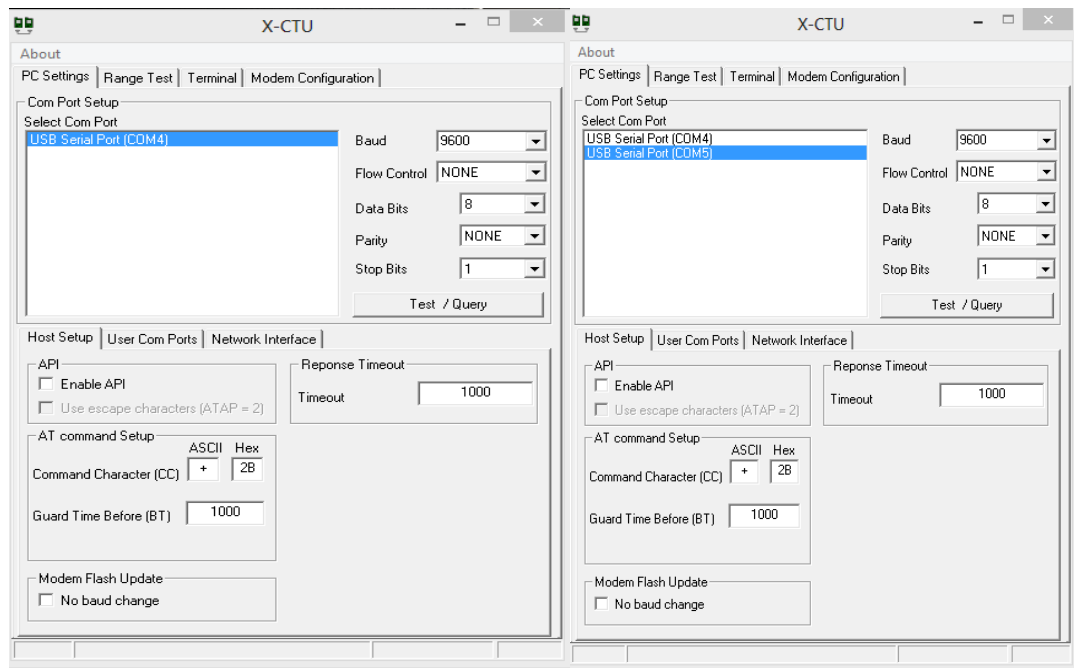 X-CTU
About
PC Settings Range Test Terminal Modem Configuration
Com Port Setup
Select Com Port
USB Serial Port (COM4)
Baud 9600
Flow Control NONE
Data Bits 8
Parity NONE
Stop Bits 1
Test / Query
Host Setup User Com Ports Network Interface
API
Enable API
Use escape characters (ATAP = 2)
Reponse Timeout
Timeout 1000
AT command Setup
ASCII Hex
Command Character (CC) + 2B
Guard Time Before (BT) 1000
Modem Flash Update
No baud change
X-CTU
About
PC Settings Range Test Terminal Modem Configuration
Com Port Setup
Select Com Port
USB Serial Port (COM4)
USB Serial Port (COM5)
Baud 9600
Flow Control NONE
Data Bits 8
Parity NONE
Stop Bits 1
Test / Query
Host Setup User Com Ports Network Interface
API
Enable API
Use escape characters (ATAP = 2)
Reponse Timeout
Timeout 1000
AT command Setup
ASCII Hex
Command Character (CC) + 2B
Guard Time Before (BT) 1000
Modem Flash Update
No baud change